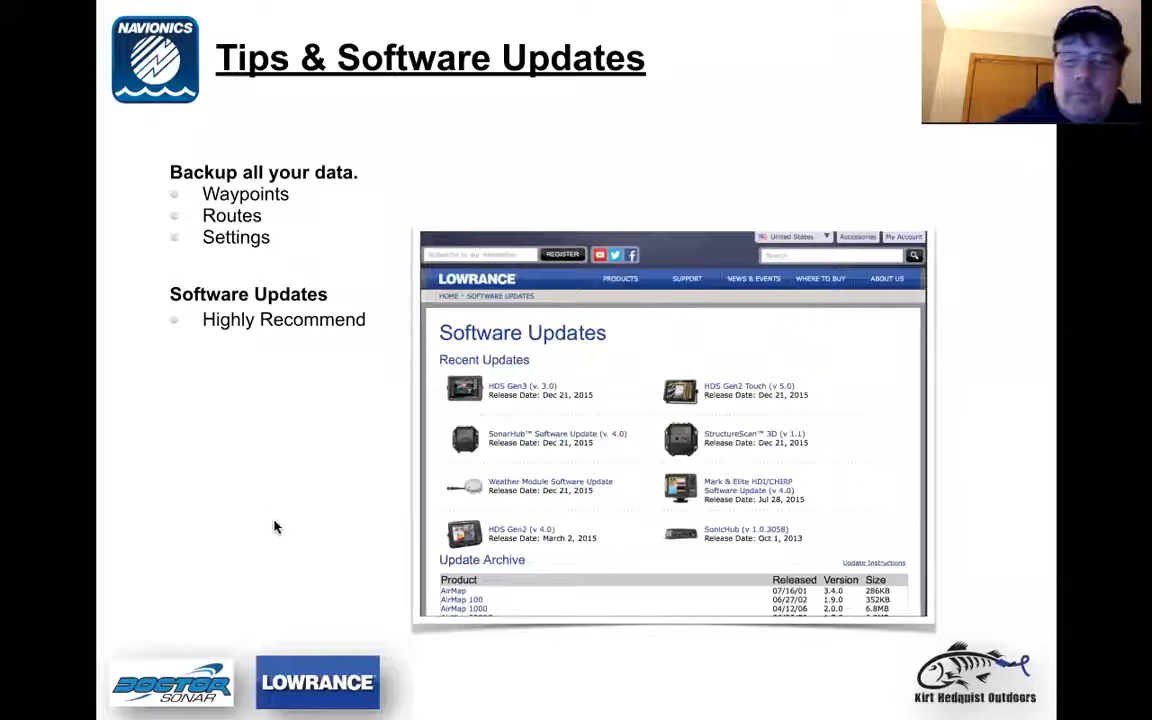 NAVIONICS
Tips & Software Updates
Backup all your data.
Waypoints
Routes
Settings
Software Updates
Highly Recommend
United States
Accessories
My Account
Subscribe to our Newsletter
REGISTER
Search
LOWRANCE
PRODUCTS
SUPPORT
NEWS & EVENTS
WHERE TO BUY
ABOUT US
HOME › SOFTWARE UPDATES
Software Updates
Recent Updates
HDS Gen3 (v. 3.0)
Release Date: Dec 21, 2015
HDS Gen2 Touch (v 5.0)
Release Date: Dec 21, 2015
SonarHub™ Software Update (v. 4.0)
Release Date: Dec 21, 2015
StructureScan™ 3D (v 1.1)
Release Date: Dec 21, 2015
Weather Module Software Update
Release Date: Dec 21, 2015
Mark & Elite HDI/CHIRP
Software Update (v 4.0)
Release Date: Jul 28, 2015
HDS Gen2 (v 4.0)
Release Date: March 2, 2015
SonicHub (v 1.0.3058)
Release Date: Oct 1, 2013
Update Archive
Update Instructions
Product Released Version Size
AirMap 07/16/01 3.4.0 286KB
AirMap 100 06/27/02 1.9.0 352KB
AirMap 1000 04/12/06 2.0.0 6.8MB
DOCTOR
SONAR
LOWRANCE
Kirt Hedquist Outdoors